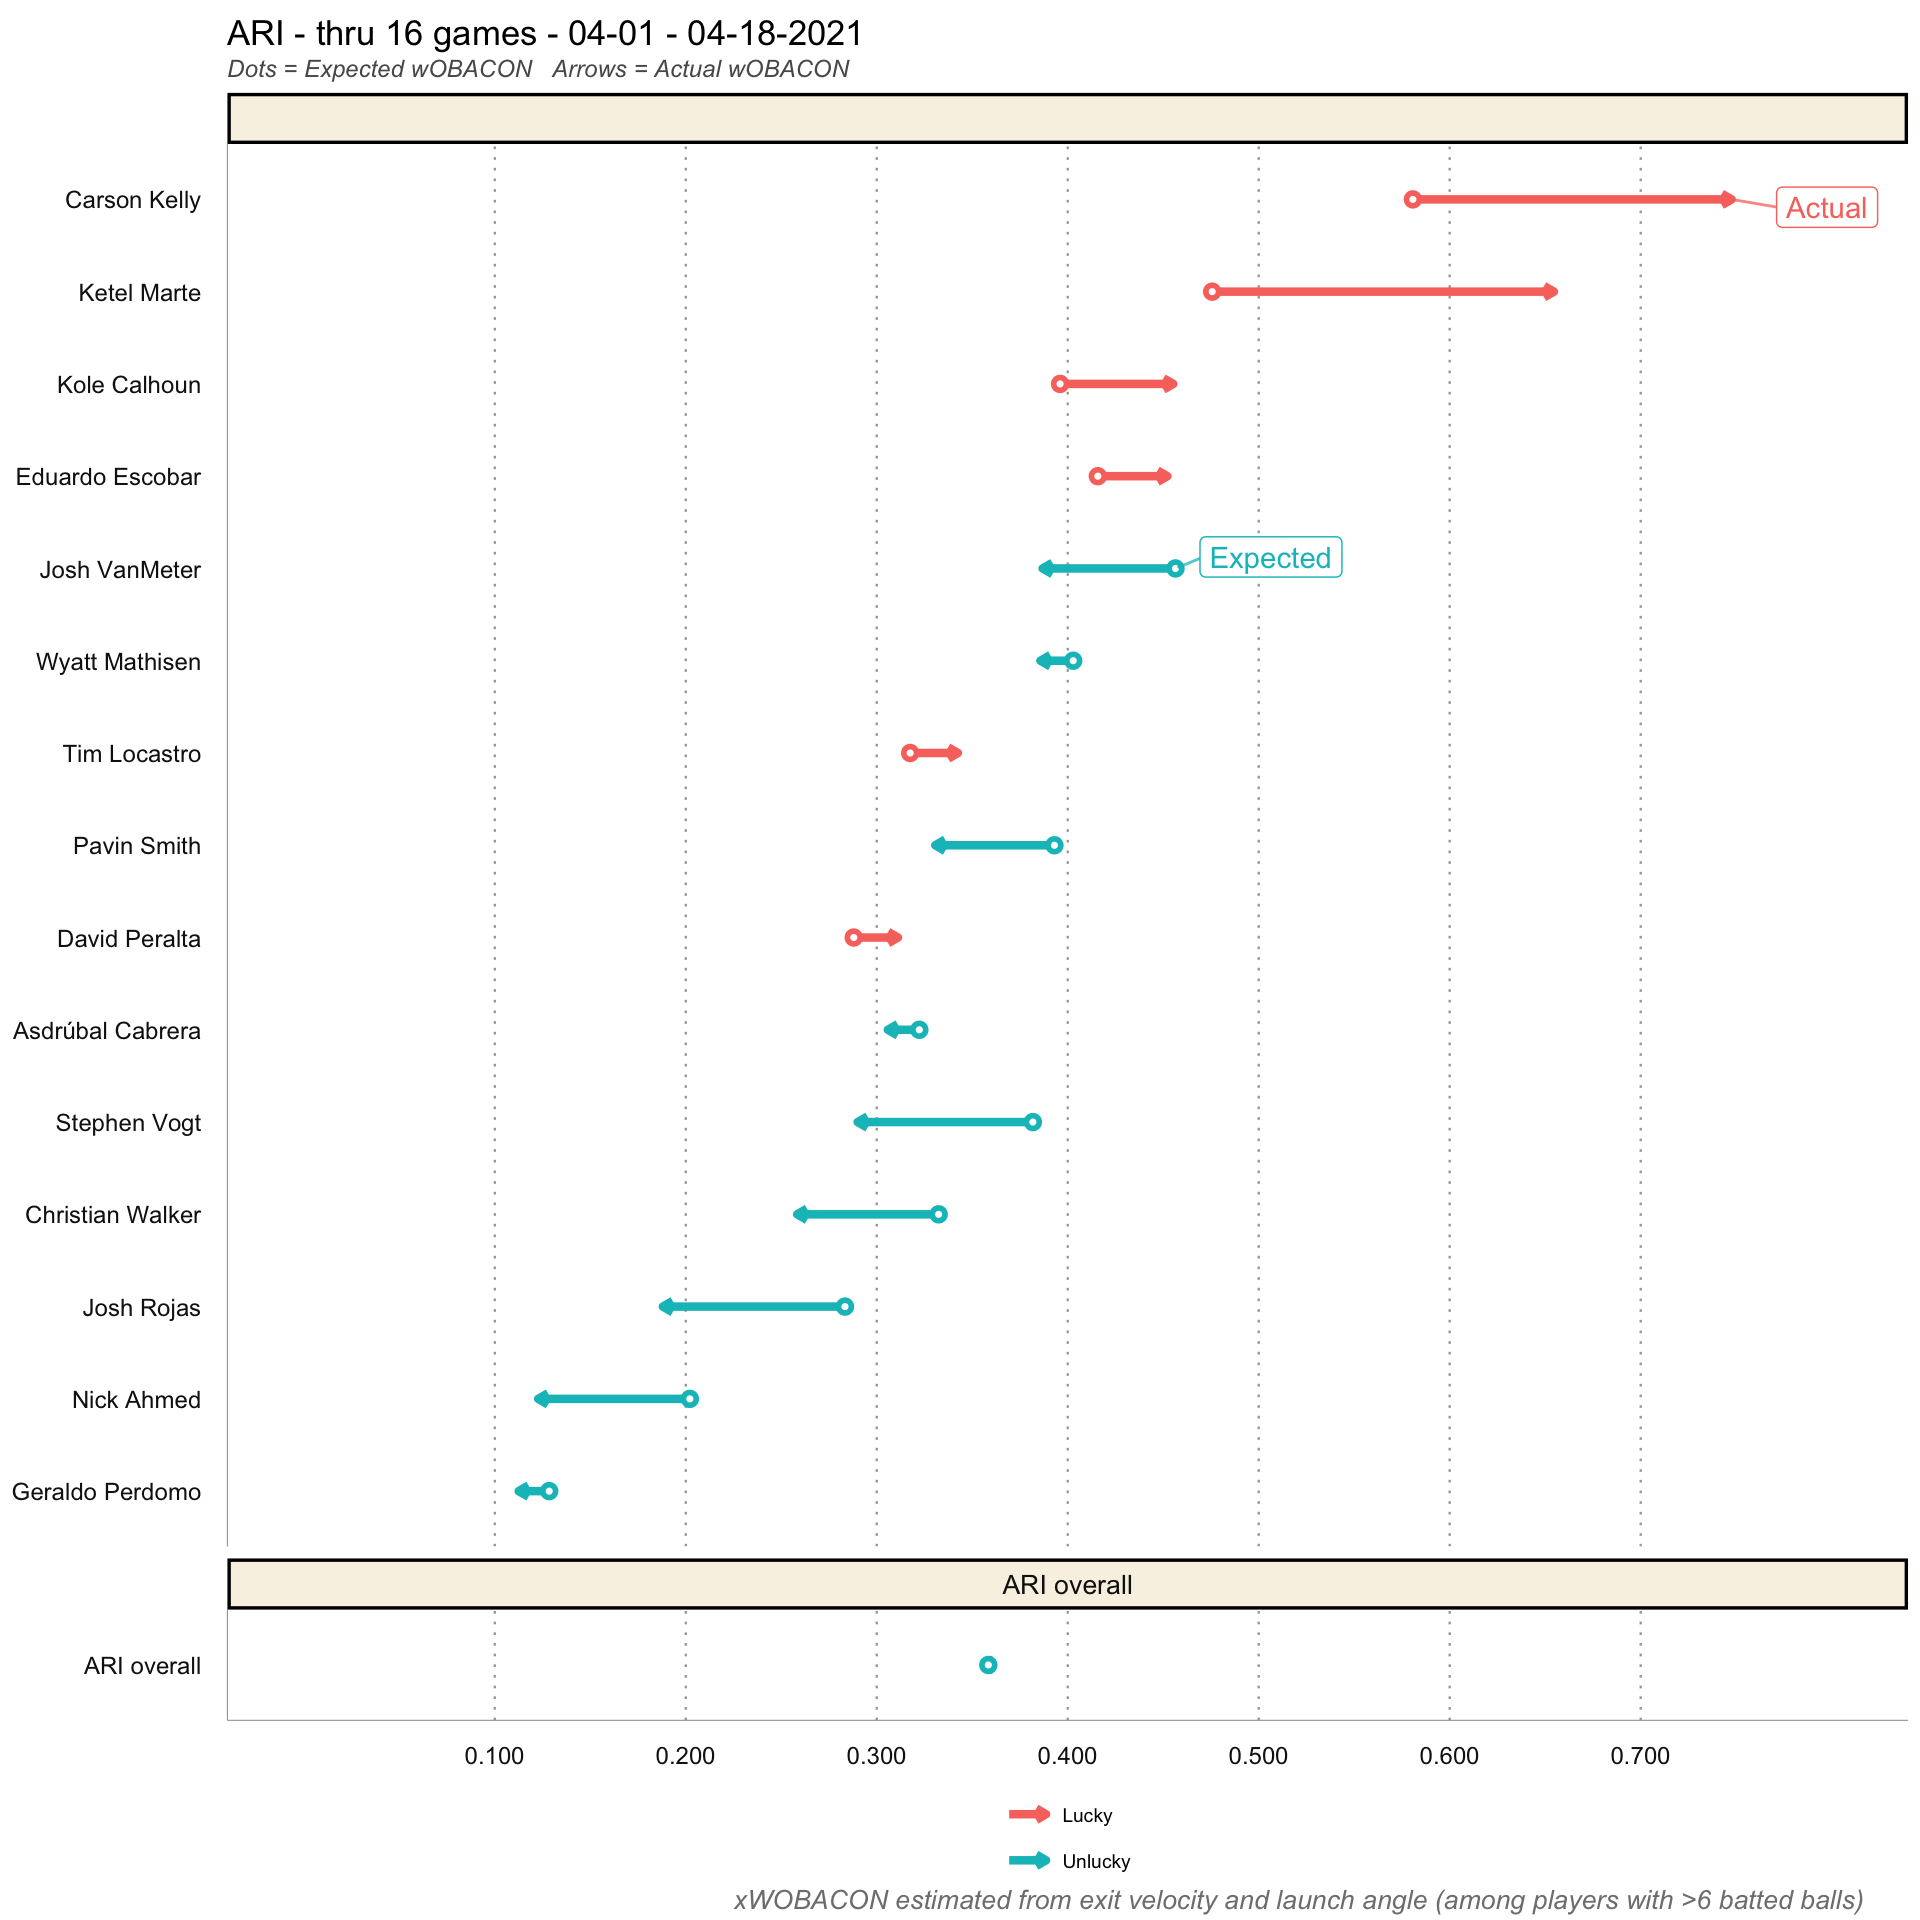 ARI - thru 16 games - 04-01 - 04-18-2021
Dots = Expected wOBACON   Arrows = Actual wOBACON
Carson Kelly
Actual
Ketel Marte
Kole Calhoun
Eduardo Escobar
Josh VanMeter
Expected
Wyatt Mathisen
Tim Locastro
Pavin Smith
David Peralta
Asdrúbal Cabrera
Stephen Vogt
Christian Walker
Josh Rojas
Nick Ahmed
Geraldo Perdomo
ARI overall
ARI overall
0.100 0.200 0.300 0.400 0.500 0.600 0.700
Lucky
Unlucky
xWOBACON estimated from exit velocity and launch angle (among players with >6 batted balls)